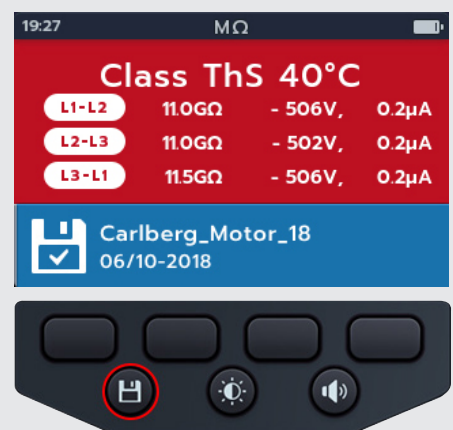 19:27 MΩ
Class ThS 40°C
L1-L2 11.0GΩ - 506V, 0.2µA
L2-L3 11.0GΩ - 502V, 0.2µA
L3-L1 11.5GΩ - 506V, 0.2µA
Carlberg_Motor_18
06/10-2018